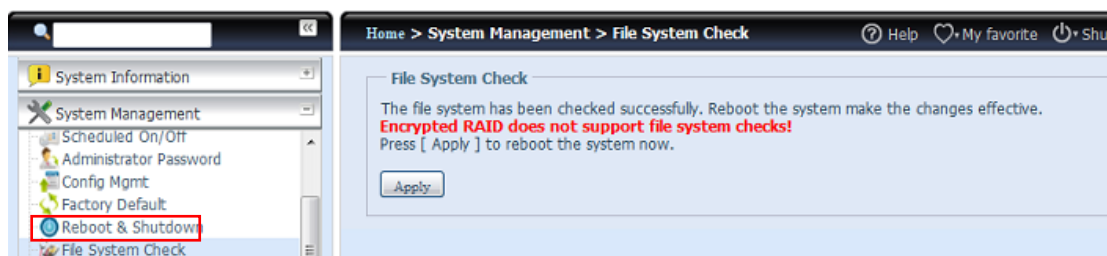 Home > System Management > File System Check
Help
My favorite
Shu
System Information
System Management
Scheduled On/Off
Administrator Password
Config Mgmt
Factory Default
Reboot & Shutdown
File System Check
File System Check
The file system has been checked successfully. Reboot the system make the changes effective.
Encrypted RAID does not support file system checks!
Press [ Apply ] to reboot the system now.
Apply